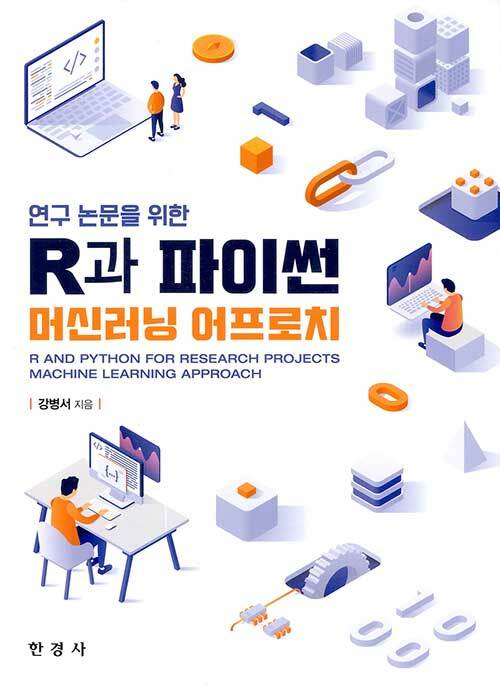 연구 논문을 위한
R과 파이썬
머신러닝 어프로치
R AND PYTHON FOR RESEARCH PROJECTS
MACHINE LEARNING APPROACH
| 강병서 지음 |
한경사